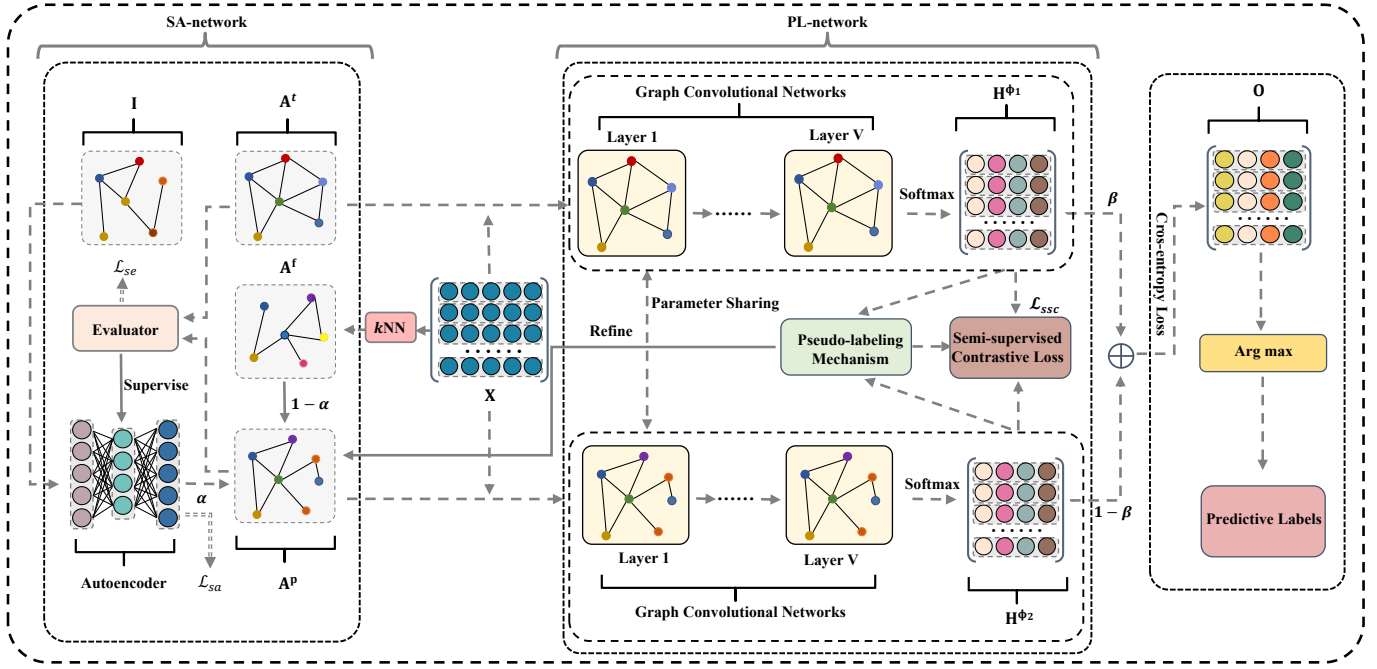 SA-network
PL-network
I
A^t
Graph Convolutional Networks
H^ϕ1
O
Layer 1
Layer V
Softmax
β
ℒ_se
A^f
Evaluator
kNN
Parameter Sharing
Refine
ℒ_ssc
Pseudo-labeling
Mechanism
Semi-supervised
Contrastive Loss
Cros-entropy Loss
Arg max
Supervise
1 − α
X
α
Softmax
1 − β
Predictive Labels
Layer 1
Layer V
Autoencoder
ℒ_sa
A^p
Graph Convolutional Networks
H^ϕ2